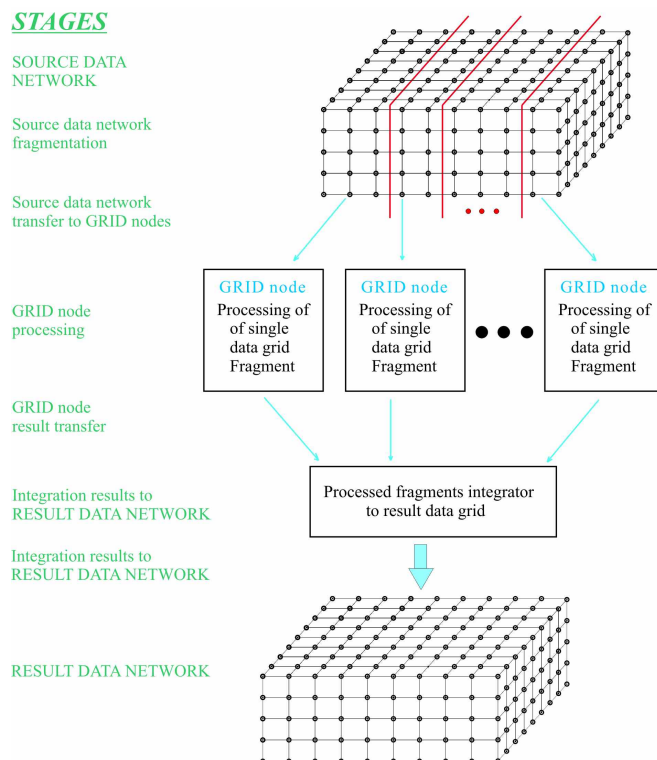 STAGES
SOURCE DATA
NETWORK
Source data network
fragmentation
Source data network
transfer to GRID nodes
GRID node
Processing of
of single
data grid
Fragment
GRID node
Processing of
of single
data grid
Fragment
GRID node
Processing of
of single
data grid
Fragment
GRID node
processing
GRID node
result transfer
Processed fragments integrator
to result data grid
Integration results to
RESULT DATA NETWORK
Integration results to
RESULT DATA NETWORK
RESULT DATA NETWORK